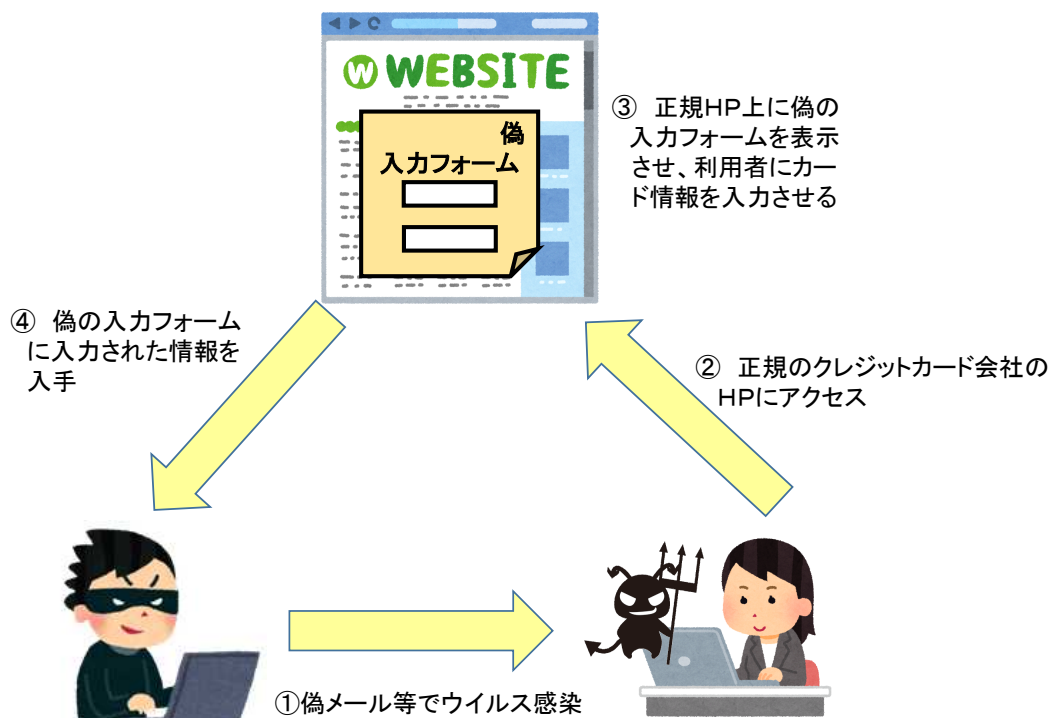 W WEBSITE
偽
入力フォーム
③ 正規HP上に偽の
入力フォームを表示
させ、利用者にカー
ド情報を入力させる
④ 偽の入力フォーム
に入力された情報を
入手
② 正規のクレジットカード会社の
HPにアクセス
①偽メール等でウイルス感染